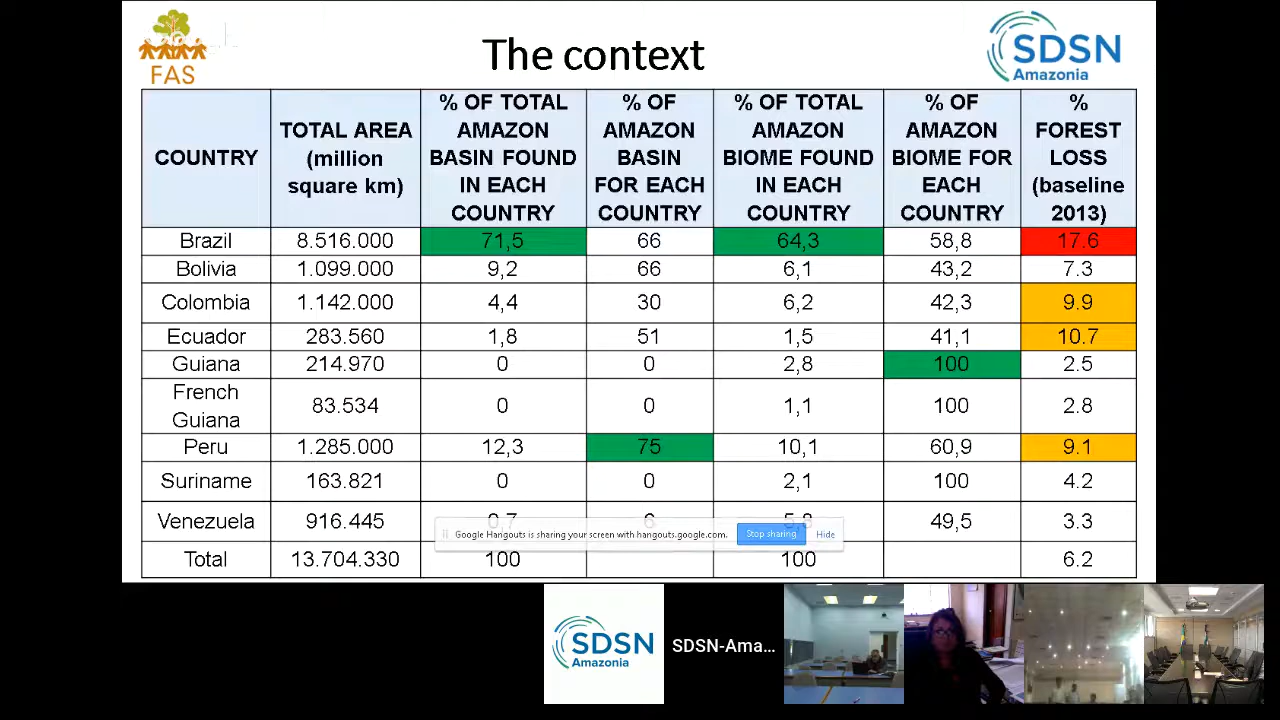 FAS
The context
SDSN
Amazonia
COUNTRY
TOTAL AREA
(million
square km)
% OF TOTAL
AMAZON
BASIN FOUND
IN EACH
COUNTRY
% OF
AMAZON
BASIN
FOR EACH
COUNTRY
% OF TOTAL
AMAZON
BIOME FOUND
IN EACH
COUNTRY
% OF
AMAZON
BIOME FOR
EACH
COUNTRY
%
FOREST
LOSS
(baseline
2013)
Brazil 8.516.000 71,5 66 64,3 58,8 17.6
Bolivia 1.099.000 9,2 66 6,1 43,2 7.3
Colombia 1.142.000 4,4 30 6,2 42,3 9.9
Ecuador 283.560 1,8 51 1,5 41,1 10.7
Guiana 214.970 0 0 2,8 100 2.5
French
Guiana 83.534 0 0 1,1 100 2.8
Peru 1.285.000 12,3 75 10,1 60,9 9.1
Suriname 163.821 0 0 2,1 100 4.2
Venezuela 916.445 0,7 6 5,8 49,5 3.3
Google Hangouts is sharing your screen with hangouts.google.com. Stop sharing Hide
Total 13.704.330 100 100 6.2
SDSN
Amazonia
SDSN-Ama...